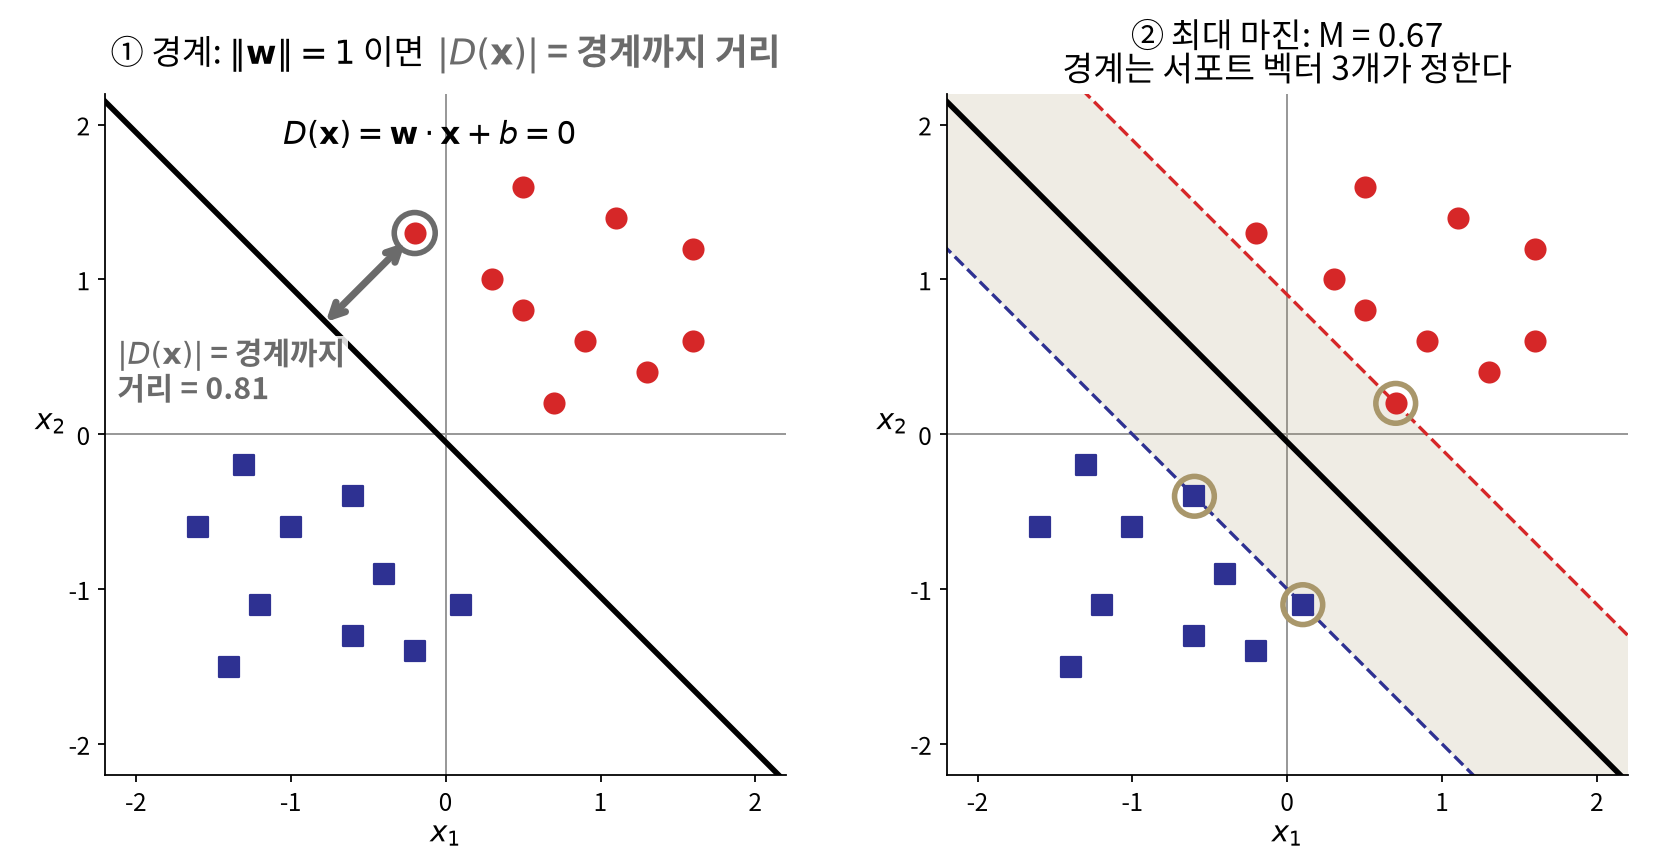 ① 경계: ‖w‖ = 1 이면 |D(x)| = 경계까지 거리
D(x) = w · x + b = 0
|D(x)| = 경계까지
거리 = 0.81
x₂
2
1
0
-1
-2
-2
-1
0
1
2
x₁
② 최대 마진: M = 0.67
경계는 서포트 벡터 3개가 정한다
x₂
2
1
0
-1
-2
-2
-1
0
1
2
x₁